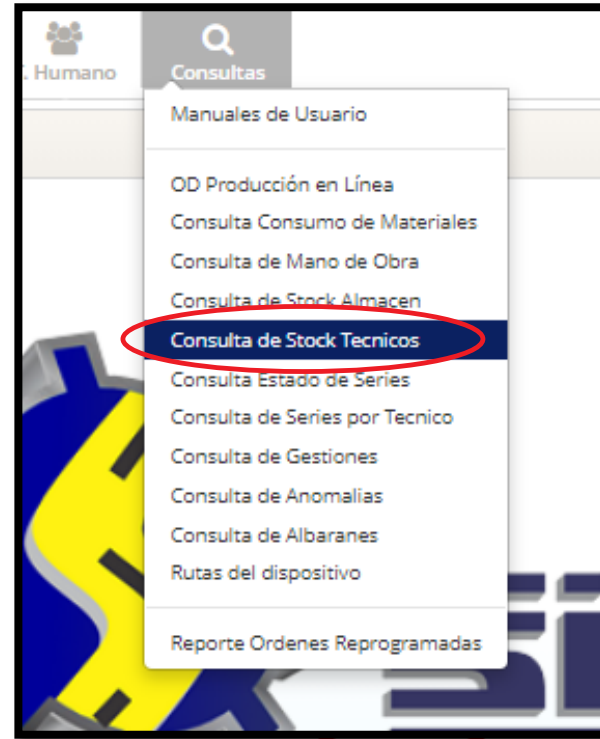 Humano
Consultas
Manuales de Usuario
OD Producción en Línea
Consulta Consumo de Materiales
Consulta de Mano de Obra
Consulta de Stock Almacen
Consulta de Stock Tecnicos
Consulta Estado de Series
Consulta de Series por Tecnico
Consulta de Gestiones
Consulta de Anomalias
Consulta de Albaranes
Rutas del dispositivo
Reporte Ordenes Reprogramadas